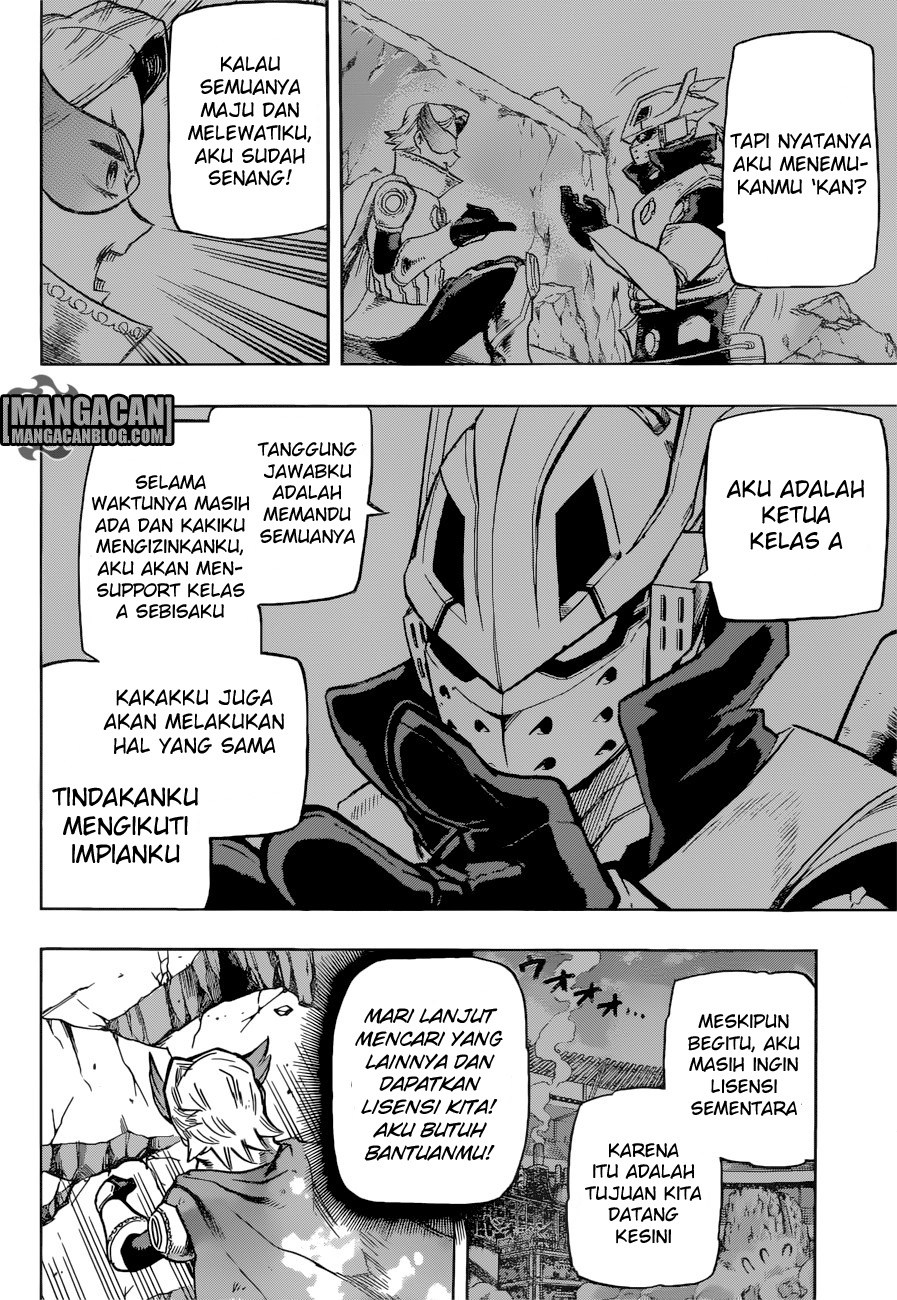 TAPI NYATANYA
AKU MENEMU-
KANMU 'KAN?
KALAU
SEMUANYA
MAJU DAN
MELEWATIKU,
AKU SUDAH
SENANG!
|MANGACAN|
MANGACANBLOG.COM
AKU ADALAH
KETUA
KELAS A
TANGGUNG
JAWABKU
ADALAH
MEMANDU
SEMUANYA
SELAMA
WAKTUNYA MASIH
ADA DAN KAKIKU
MENGIZINKANKU,
AKU AKAN MEN-
SUPPORT KELAS
A SEBISAKU
KAKAKKU JUGA
AKAN MELAKUKAN
HAL YANG SAMA
TINDAKANKU
MENGIKUTI
IMPIANKU
MESKIPUN
BEGITU, AKU
MASIH INGIN
LISENSI
SEMENTARA
KARENA
ITU ADALAH
TUJUAN KITA
DATANG
KESINI
MARI LANJUT
MENCARI YANG
LAINNYA DAN
DAPATKAN
LISENSI KITA!
AKU BUTUH
BANTUANMU!